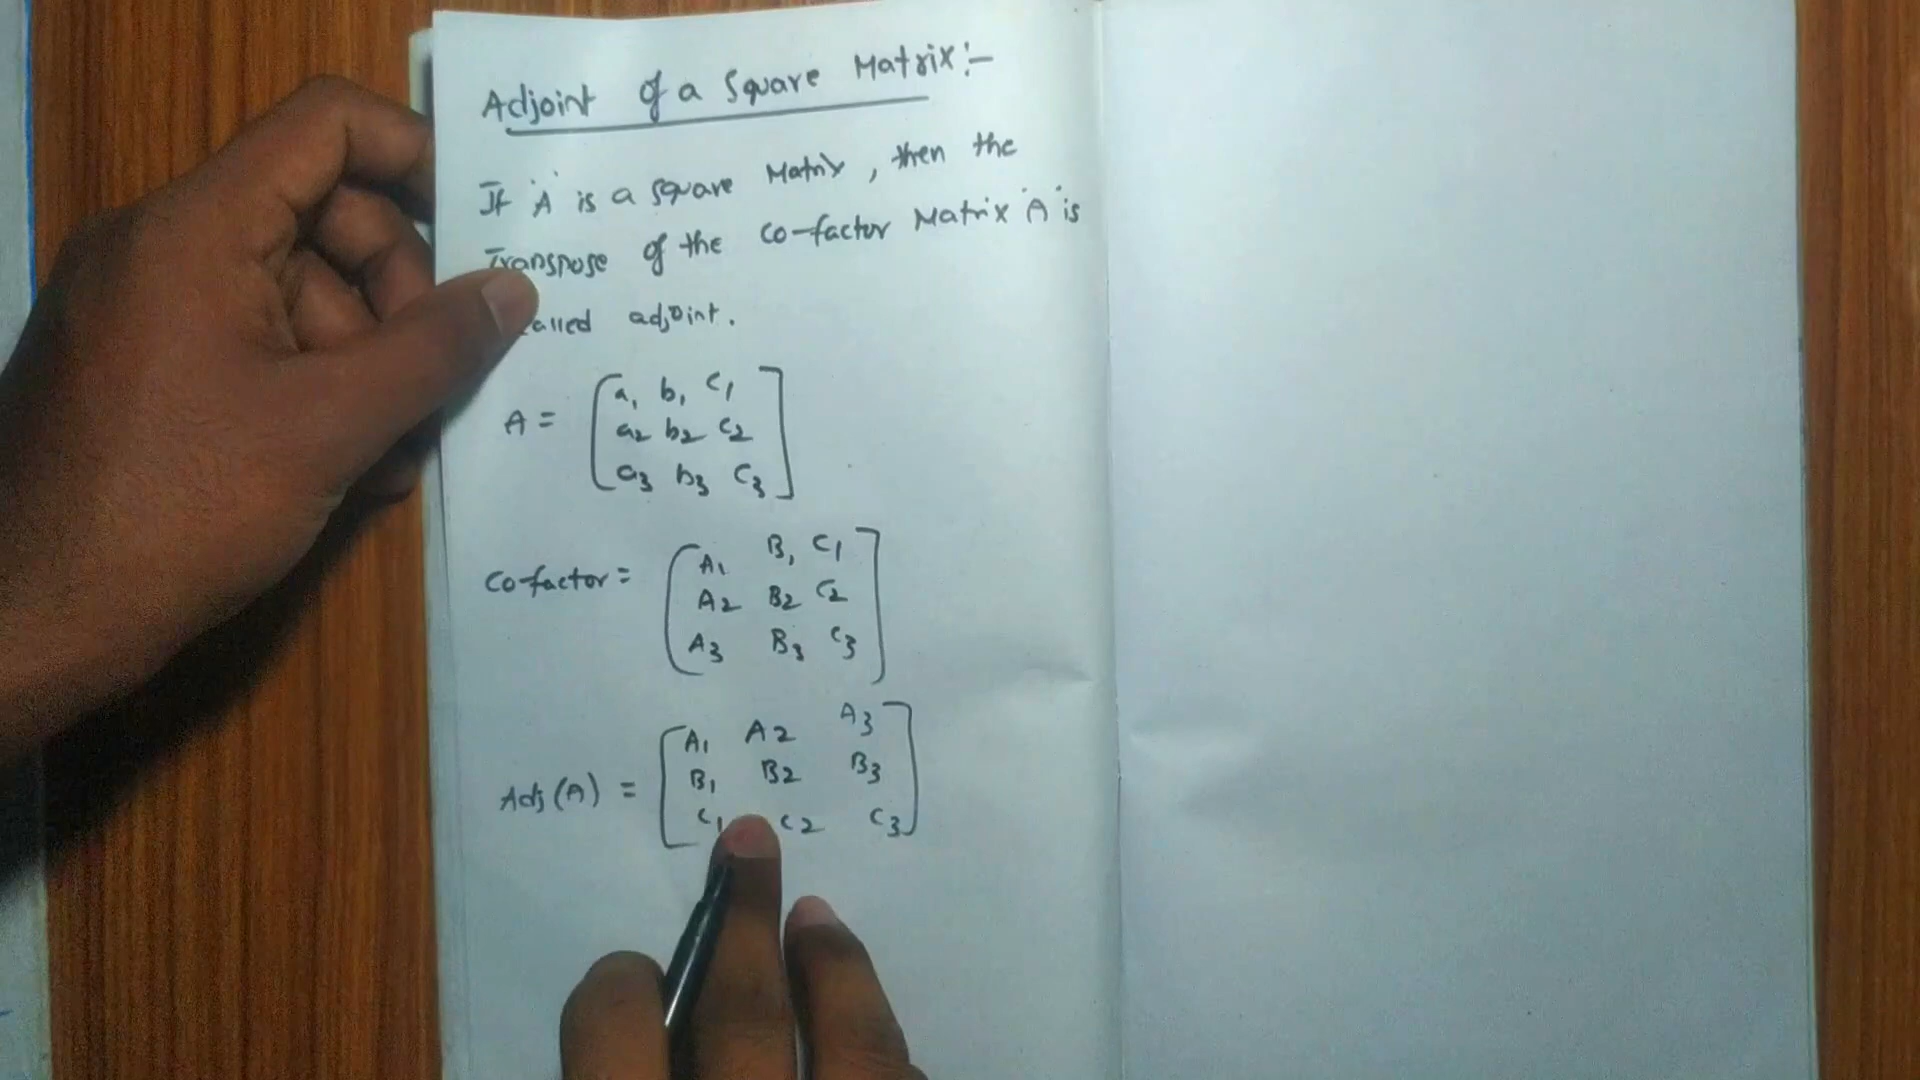 Adjoint of a Square Matrix:-
If 'A' is a square Matrix, then the
Transpose of the co-factor Matrix 'A' is
called adjoint.
A = [a1 b1 c1
a2 b2 c2
a3 b3 c3]
Co-factor = [A1 B1 C1
A2 B2 C2
A3 B3 C3]
Adj(A) = [A1 A2 A3
B1 B2 B3
C1 C2 C3]